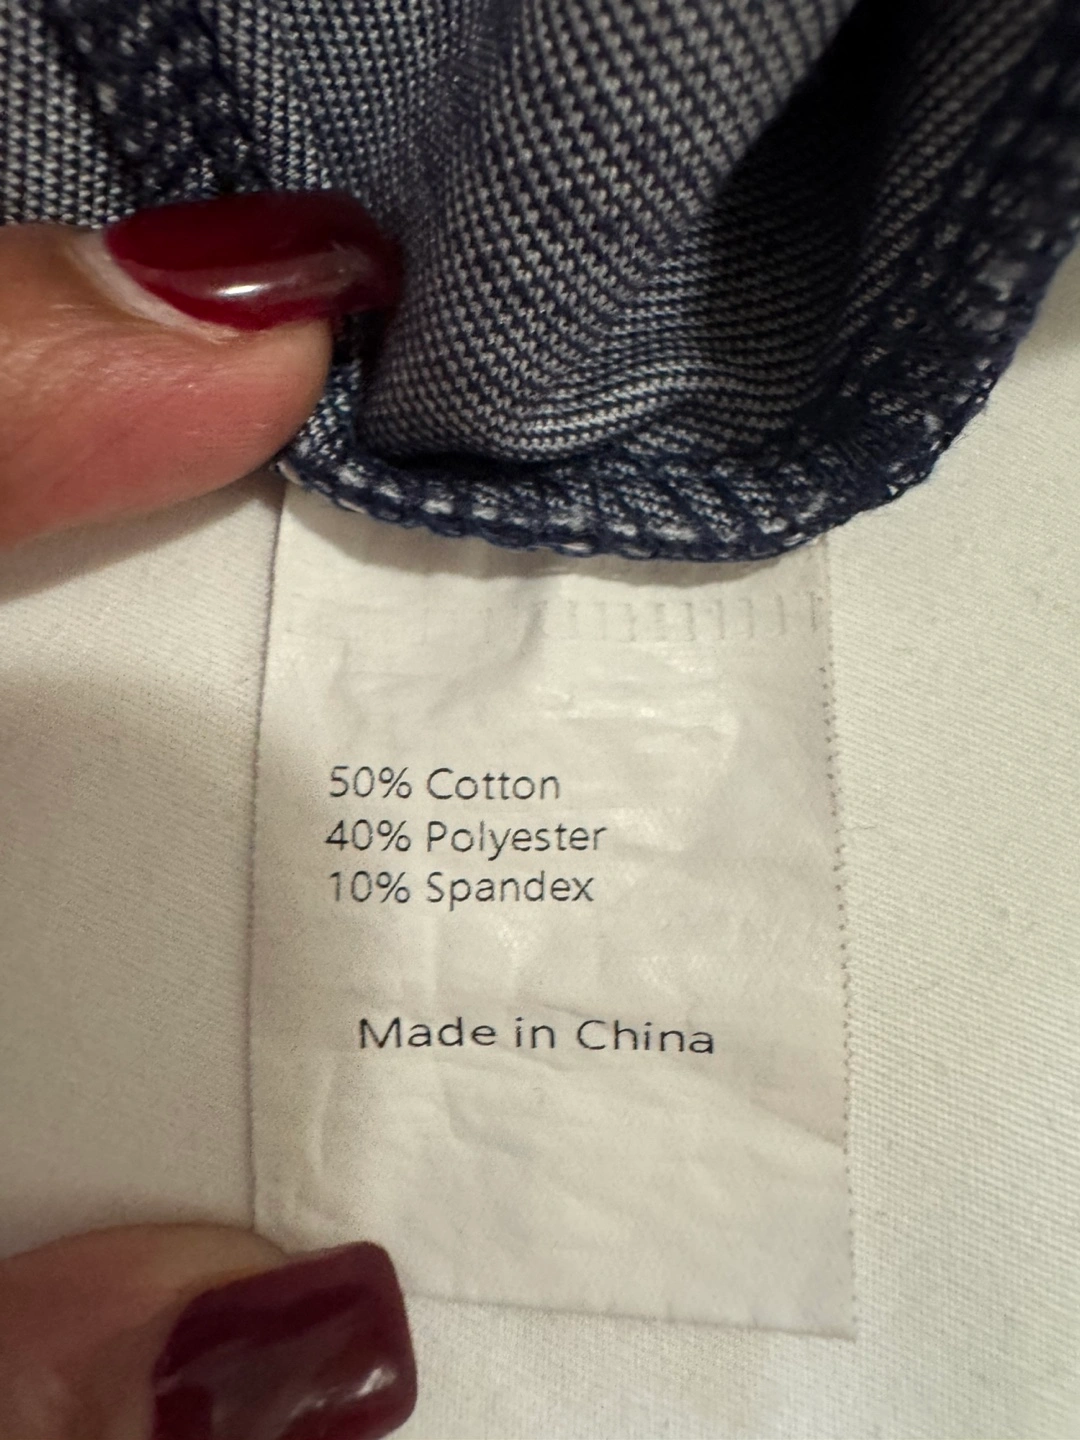 50% Cotton
40% Polyester
10% Spandex
Made in China